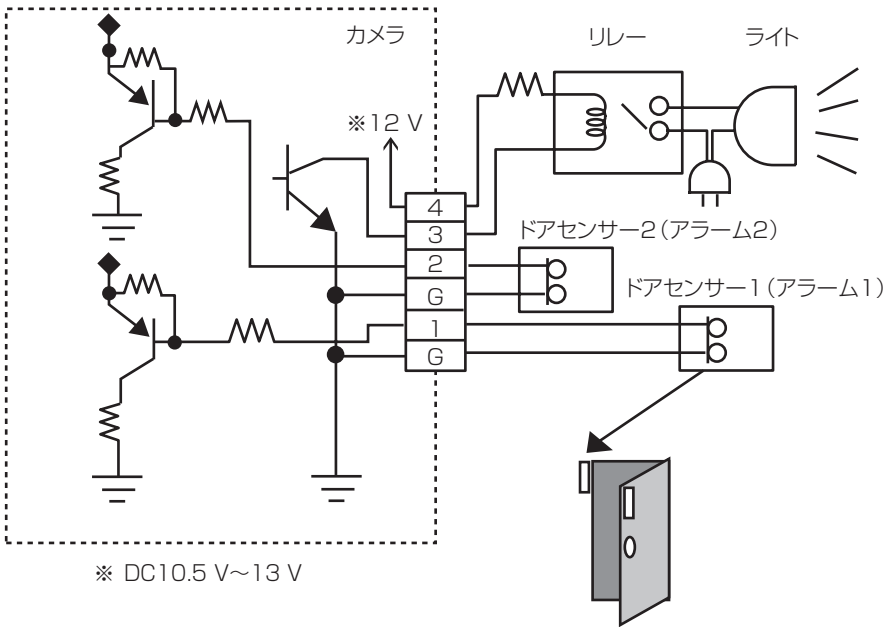 カメラ
リレー
ライト
※12 V
4
3
2
G
1
G
ドアセンサー2（アラーム2）
ドアセンサー1（アラーム1）
※ DC10.5 V～13 V